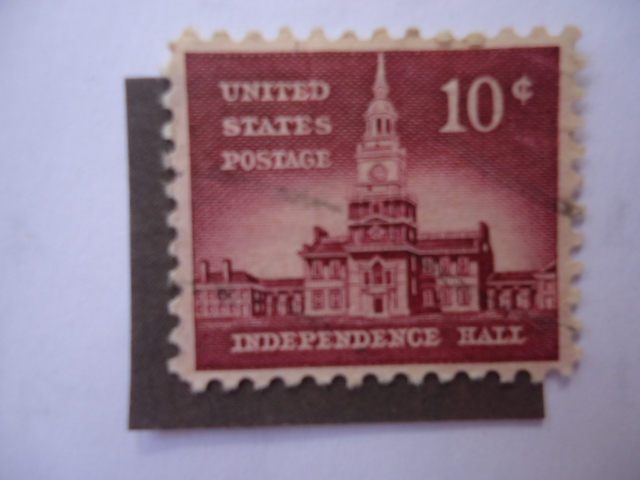 UNITED
STATES
POSTAGE
10¢
INDEPENDENCE HALL